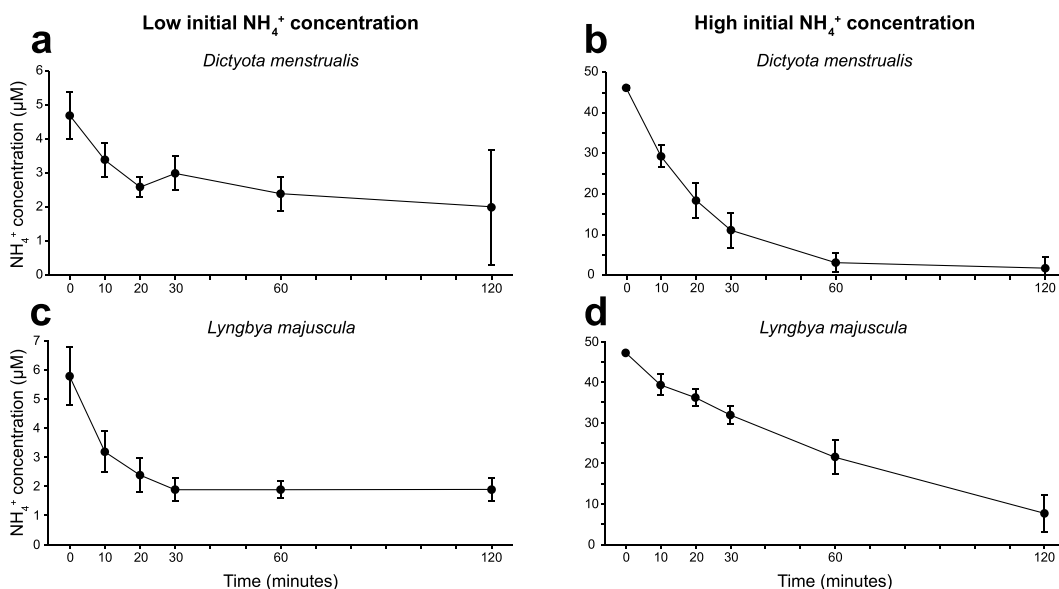 Low initial NH₄⁺ concentration
High initial NH₄⁺ concentration
a
Dictyota menstrualis
NH₄⁺ concentration (µM)
6
5
4
3
2
1
0
0 10 20 30 60 120
b
Dictyota menstrualis
50
40
30
20
10
0
0 10 20 30 60 120
c
Lyngbya majuscula
NH₄⁺ concentration (µM)
7
6
5
4
3
2
1
0
0 10 20 30 60 120
Time (minutes)
d
Lyngbya majuscula
50
40
30
20
10
0
0 10 20 30 60 120
Time (minutes)